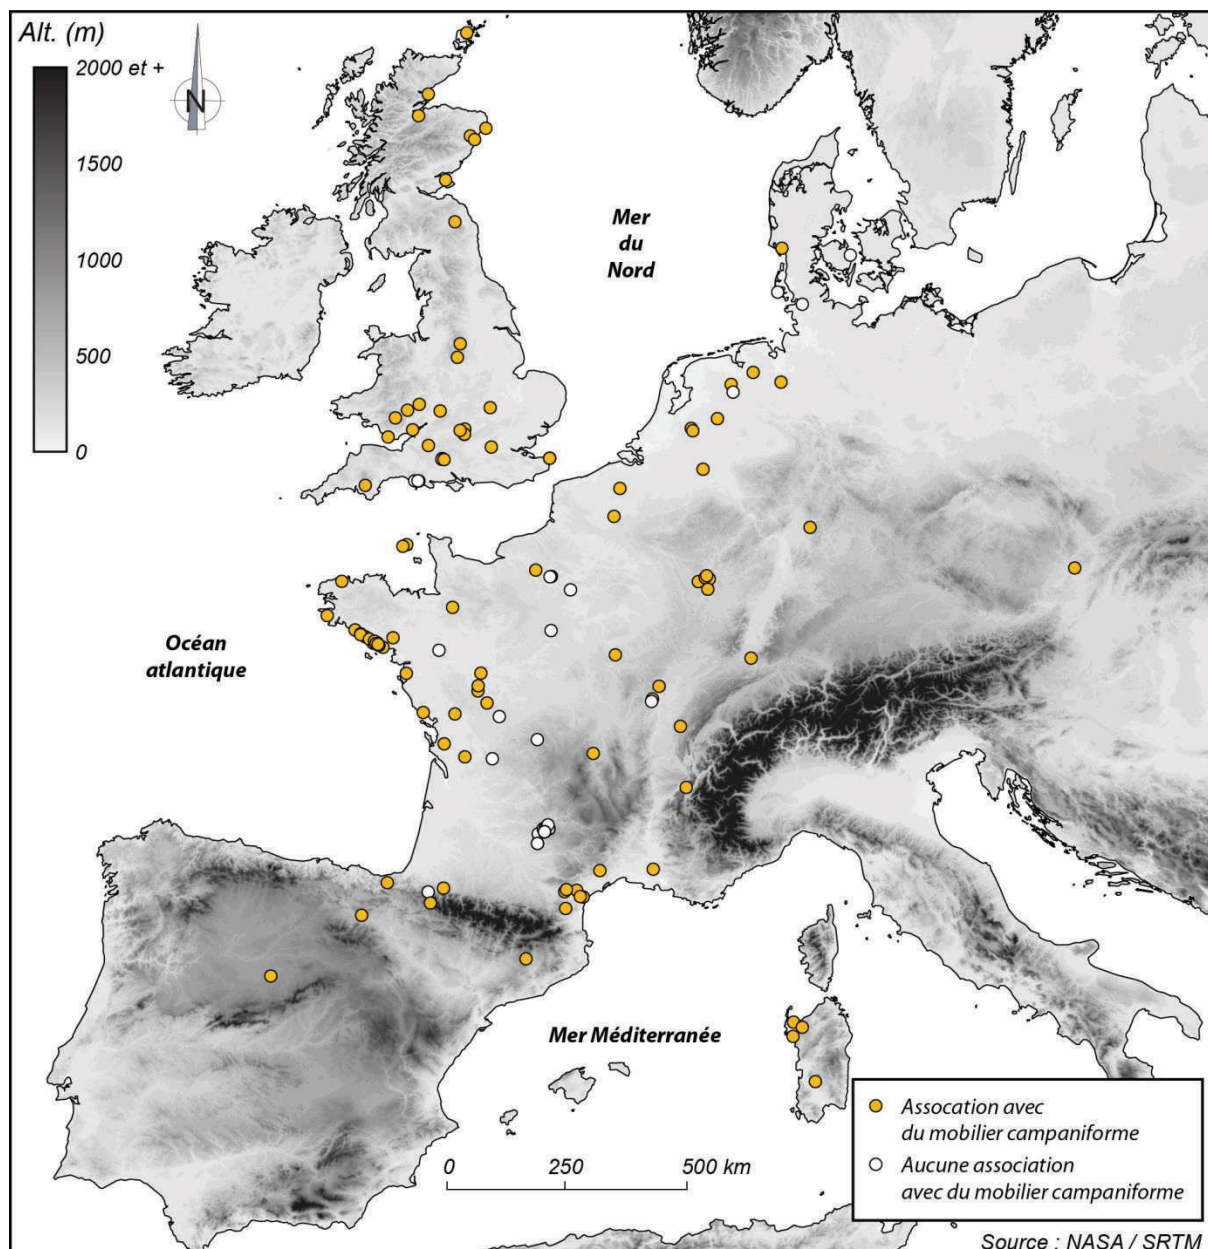 Alt. (m)
2000 et +
N
1500
1000
500
0
Mer
du
Nord
Océan
atlantique
Mer Méditerranée
Assocation avec
du mobilier campaniforme
Aucune association
avec du mobilier campaniforme
0 250 500 km
Source : NASA / SRTM